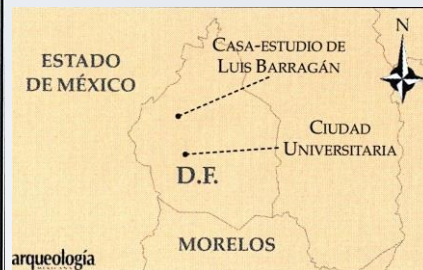 ESTADO
DE MÉXICO
CASA-ESTUDIO DE
LUIS BARRAGÁN
N
CIUDAD
UNIVERSITARIA
D.F.
MORELOS
arqueología